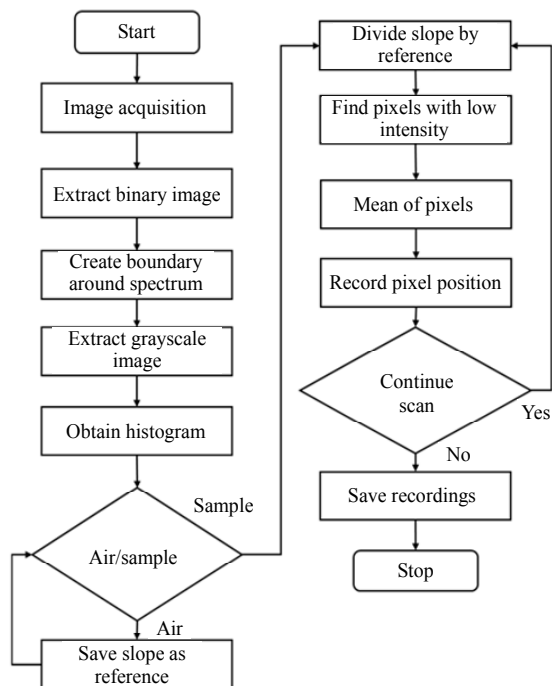 Start
Image acquisition
Extract binary image
Create boundary
around spectrum
Extract grayscale
image
Obtain histogram
Sample
Air/sample
Air
Save slope as
reference
Divide slope by
reference
Find pixels with low
intensity
Mean of pixels
Record pixel position
Continue
scan
Yes
No
Save recordings
Stop